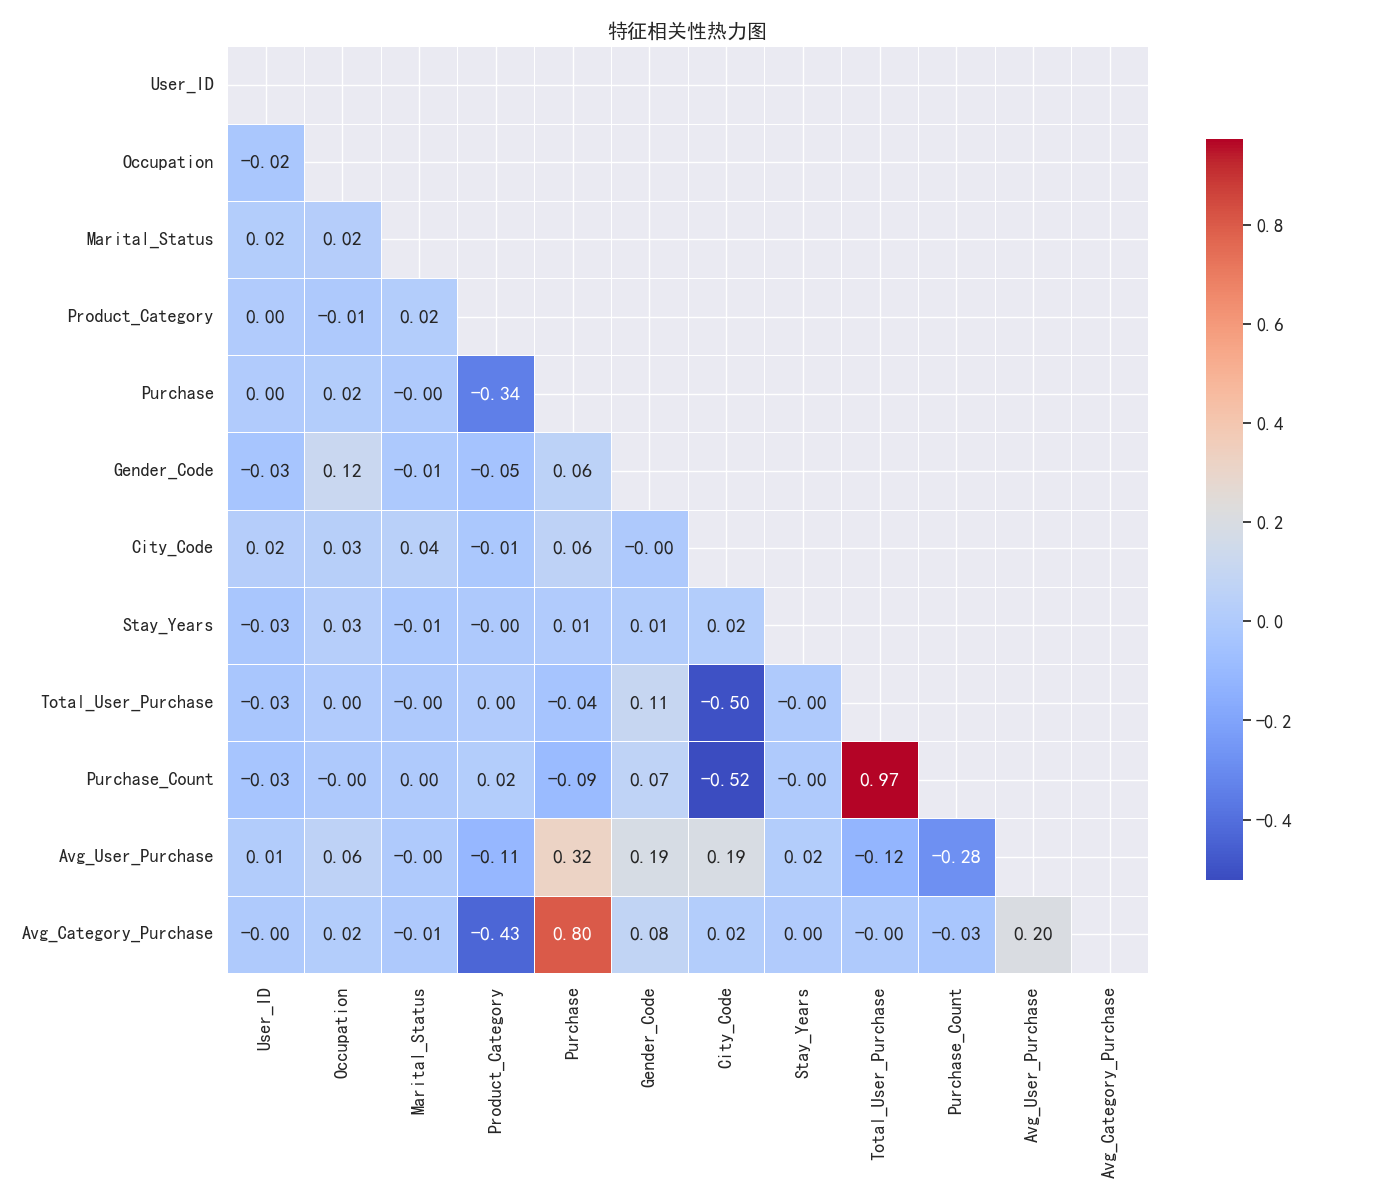 特征相关性热力图
User_ID
Occupation -0.02
Marital_Status 0.02 0.02
Product_Category 0.00 -0.01 0.02
Purchase 0.00 0.02 -0.00 -0.34
Gender_Code -0.03 0.12 -0.01 -0.05 0.06
City_Code 0.02 0.03 0.04 -0.01 0.06 -0.00
Stay_Years -0.03 0.03 -0.01 -0.00 0.01 0.01 0.02
Total_User_Purchase -0.03 0.00 -0.00 0.00 -0.04 0.11 -0.50 -0.00
Purchase_Count -0.03 -0.00 0.00 0.02 -0.09 0.07 -0.52 -0.00 0.97
Avg_User_Purchase 0.01 0.06 -0.00 -0.11 0.32 0.19 0.19 0.02 -0.12 -0.28
Avg_Category_Purchase -0.00 0.02 -0.01 -0.43 0.80 0.08 0.02 0.00 -0.00 -0.03 0.20
User_ID
Occupation
Marital_Status
Product_Category
Purchase
Gender_Code
City_Code
Stay_Years
Total_User_Purchase
Purchase_Count
Avg_User_Purchase
Avg_Category_Purchase
0.8
0.6
0.4
0.2
0.0
-0.2
-0.4